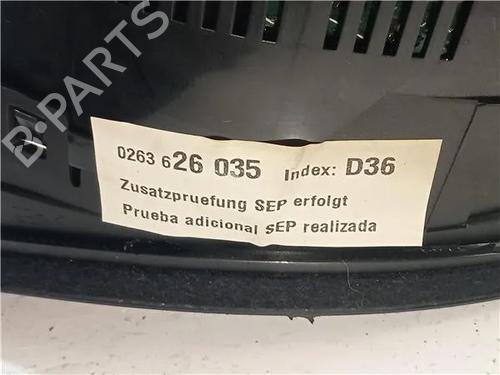 B-PARTS
0263 626 035 Index: D36
Zusatzpruefung SEP erfolgt
Prueba adicional SEP realizada